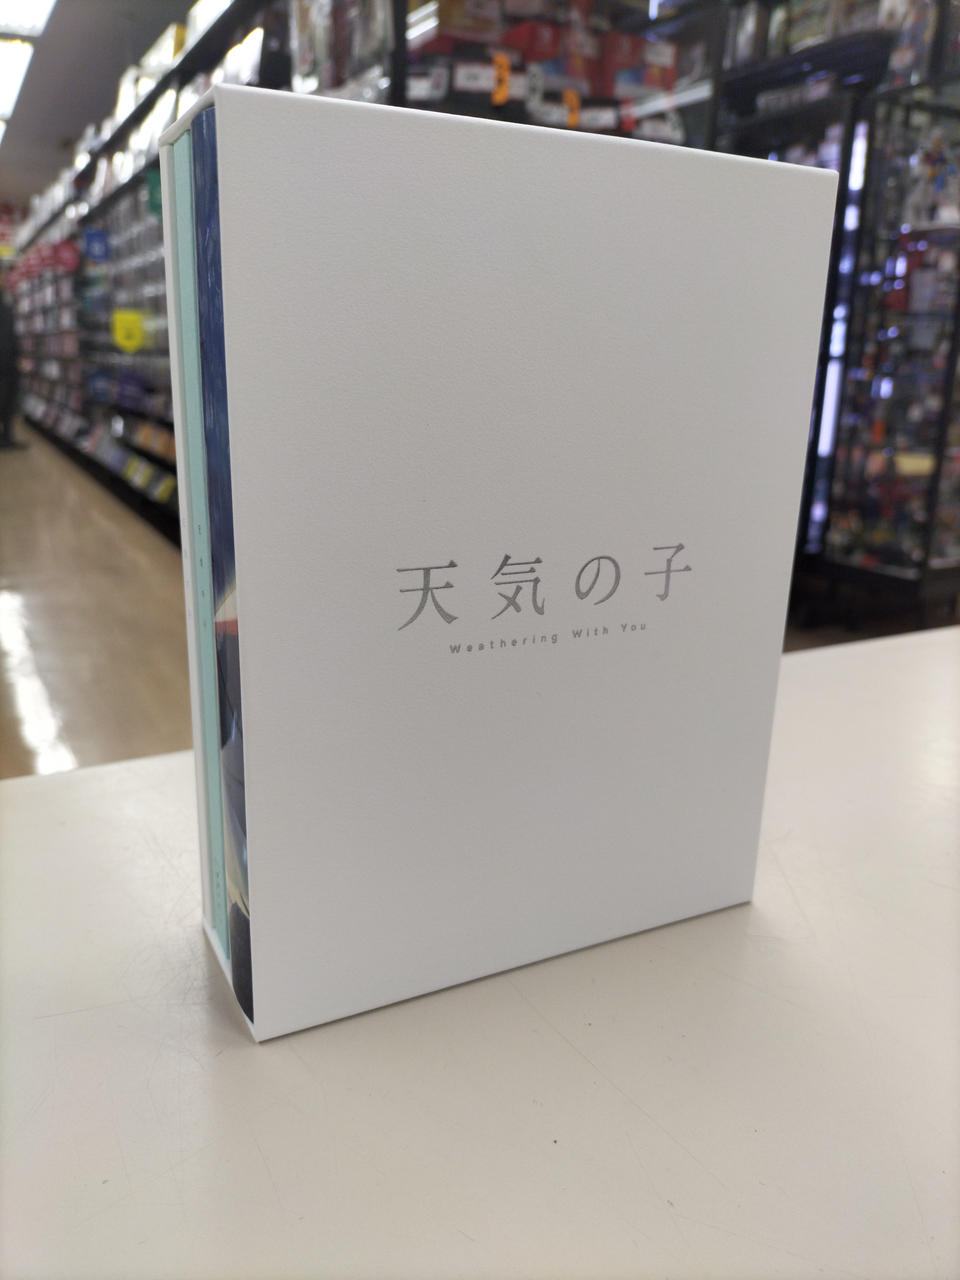 天気の子
Weathering With You